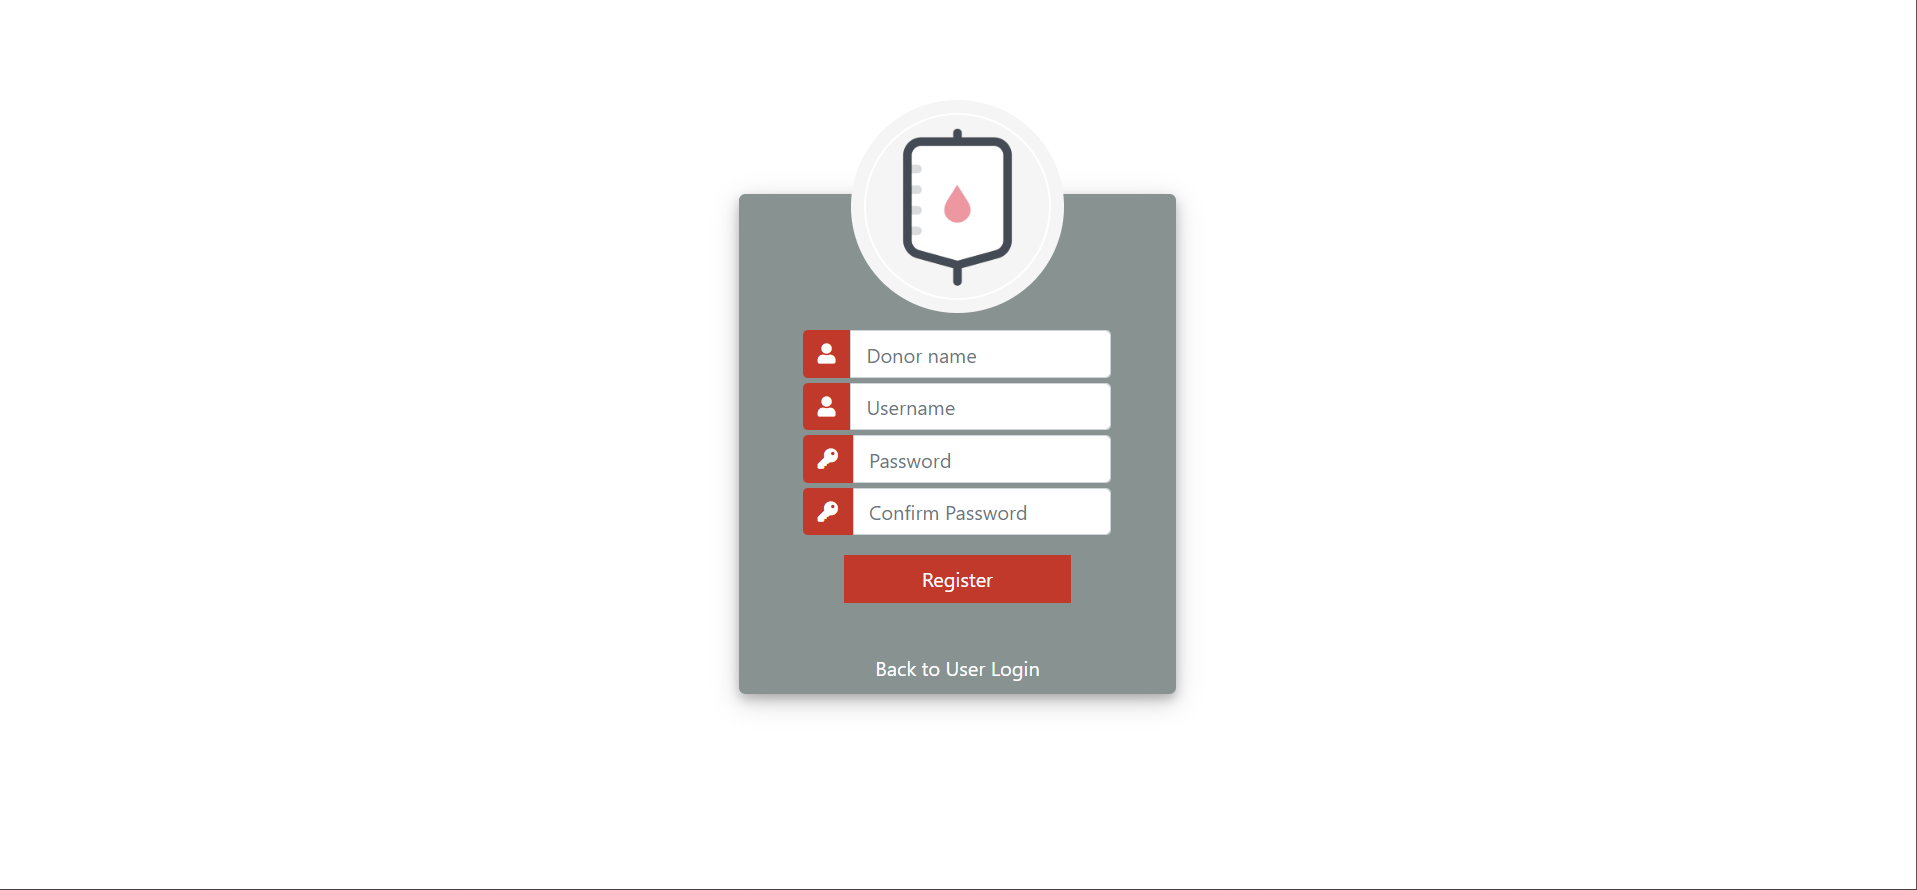 Donor name
Username
Password
Confirm Password
Register
Back to User Login